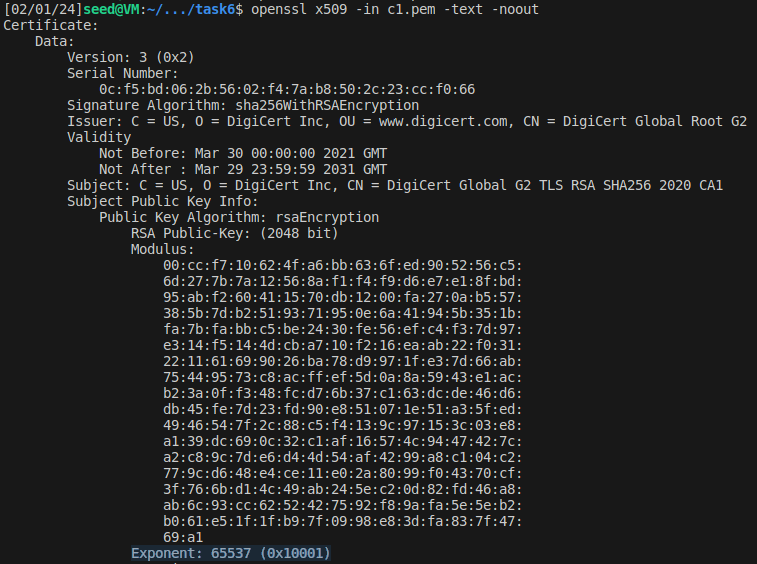 [02/01/24]seed@VM:~/.../task6$ openssl x509 -in c1.pem -text -noout
Certificate:
    Data:
        Version: 3 (0x2)
        Serial Number:
            0c:f5:bd:06:2b:56:02:f4:7a:b8:50:2c:23:cc:f0:66
        Signature Algorithm: sha256WithRSAEncryption
        Issuer: C = US, O = DigiCert Inc, OU = www.digicert.com, CN = DigiCert Global Root G2
        Validity
            Not Before: Mar 30 00:00:00 2021 GMT
            Not After : Mar 29 23:59:59 2031 GMT
        Subject: C = US, O = DigiCert Inc, CN = DigiCert Global G2 TLS RSA SHA256 2020 CA1
        Subject Public Key Info:
            Public Key Algorithm: rsaEncryption
                RSA Public-Key: (2048 bit)
                Modulus:
                    00:cc:f7:10:62:4f:a6:bb:63:6f:ed:90:52:56:c5:
                    6d:27:7b:7a:12:56:8a:f1:f4:f9:d6:e7:e1:8f:bd:
                    95:ab:f2:60:41:15:70:db:12:00:fa:27:0a:b5:57:
                    38:5b:7d:b2:51:93:71:95:0e:6a:41:94:5b:35:1b:
                    fa:7b:fa:bb:c5:be:24:30:fe:56:ef:c4:f3:7d:97:
                    e3:14:f5:14:4d:cb:a7:10:f2:16:ea:ab:22:f0:31:
                    22:11:61:69:90:26:ba:78:d9:97:1f:e3:7d:66:ab:
                    75:44:95:73:c8:ac:ff:ef:5d:0a:8a:59:43:e1:ac:
                    b2:3a:0f:f3:48:fc:d7:6b:37:c1:63:dc:de:46:d6:
                    db:45:fe:7d:23:fd:90:e8:51:07:1e:51:a3:5f:ed:
                    49:46:54:7f:2c:88:c5:f4:13:9c:97:15:3c:03:e8:
                    a1:39:dc:69:0c:32:c1:af:16:57:4c:94:47:42:7c:
                    a2:c8:9c:7d:e6:d4:4d:54:af:42:99:a8:c1:04:c2:
                    77:9c:d6:48:e4:ce:11:e0:2a:80:99:f0:43:70:cf:
                    3f:76:6b:d1:4c:49:ab:24:5e:c2:0d:82:fd:46:a8:
                    ab:6c:93:cc:62:52:42:75:92:f8:9a:fa:5e:5e:b2:
                    b0:61:e5:1f:1f:b9:7f:09:98:e8:3d:fa:83:7f:47:
                    69:a1
                Exponent: 65537 (0x10001)